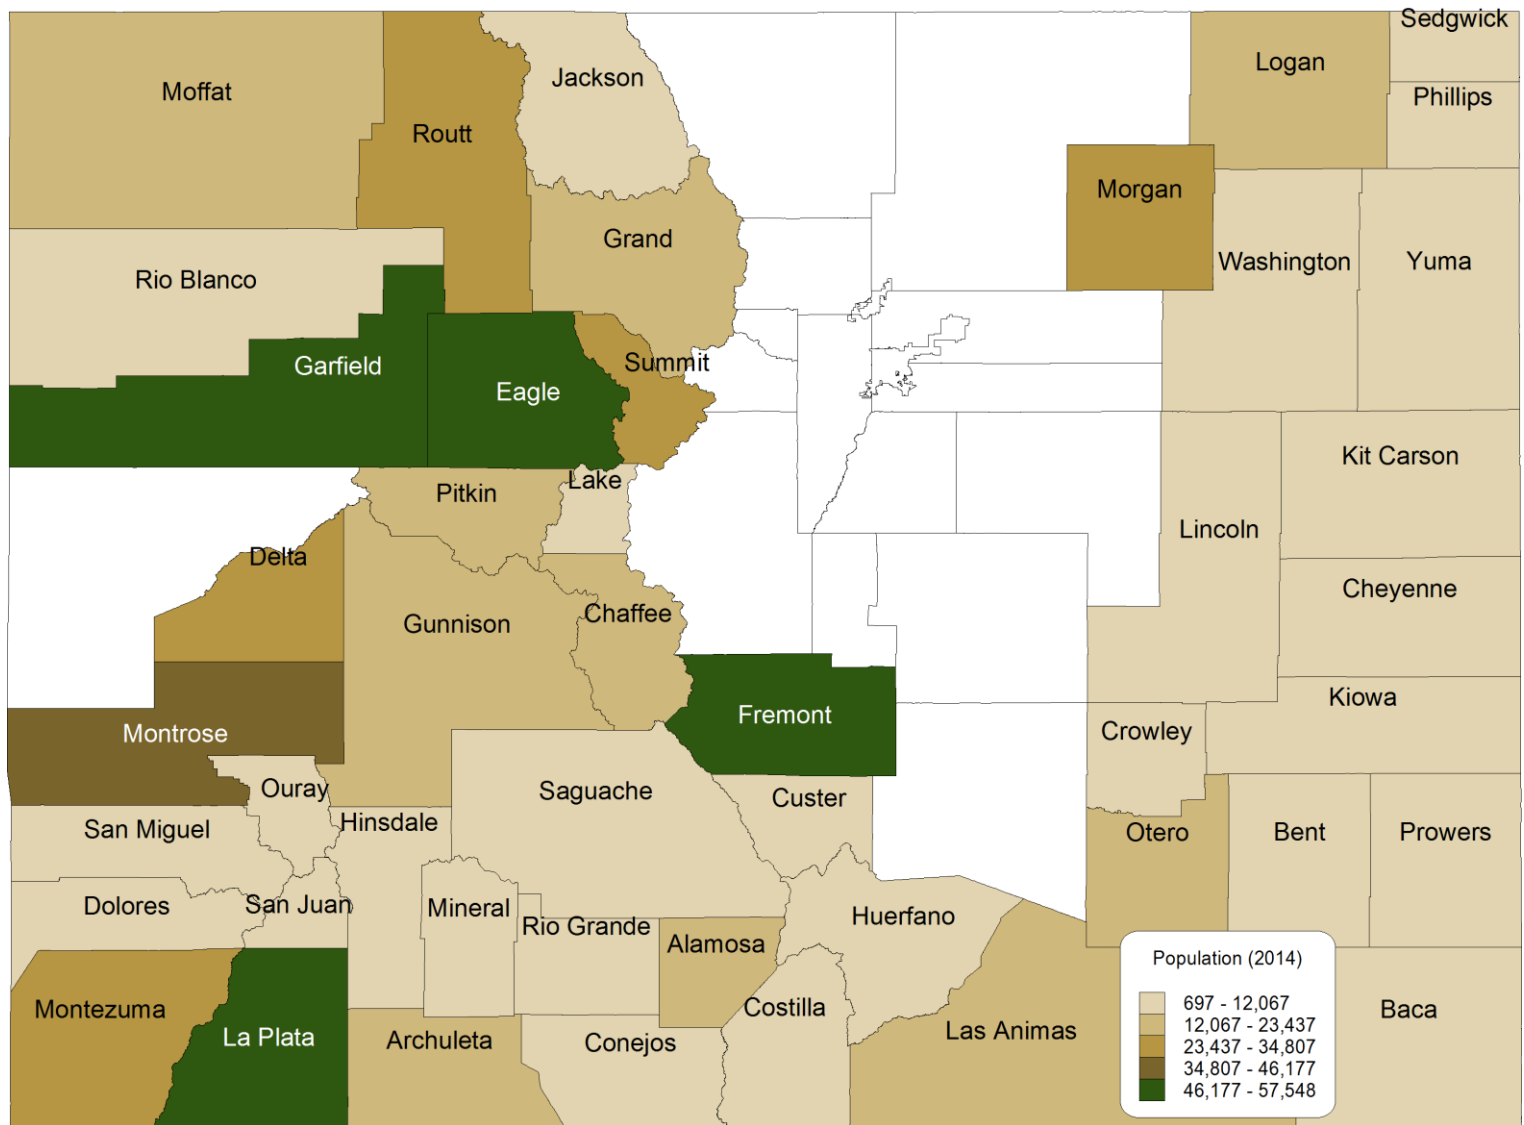 Sedgwick
Logan
Moffat
Jackson
Phillips
Routt
Morgan
Grand
Washington
Yuma
Rio Blanco
Garfield
Summit
Eagle
Kit Carson
Lake
Pitkin
Lincoln
Delta
Cheyenne
Chaffee
Gunnison
Kiowa
Fremont
Crowley
Montrose
Ouray
Saguache
Custer
Hinsdale
San Miguel
Otero
Bent
Prowers
San Juan
Dolores
Mineral
Huerfano
Rio Grande
Alamosa
Population (2014)
697 - 12,067
12,067 - 23,437
23,437 - 34,807
34,807 - 46,177
46,177 - 57,548
Montezuma
Costilla
Baca
La Plata
Las Animas
Archuleta
Conejos